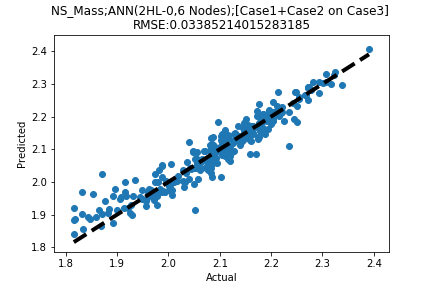 NS_Mass;ANN(2HL-0,6 Nodes);[Case1+Case2 on Case3]
RMSE:0.03385214015283185
2.4
2.3
2.2
2.1
2.0
1.9
1.8
Predicted
1.8 1.9 2.0 2.1 2.2 2.3 2.4
Actual